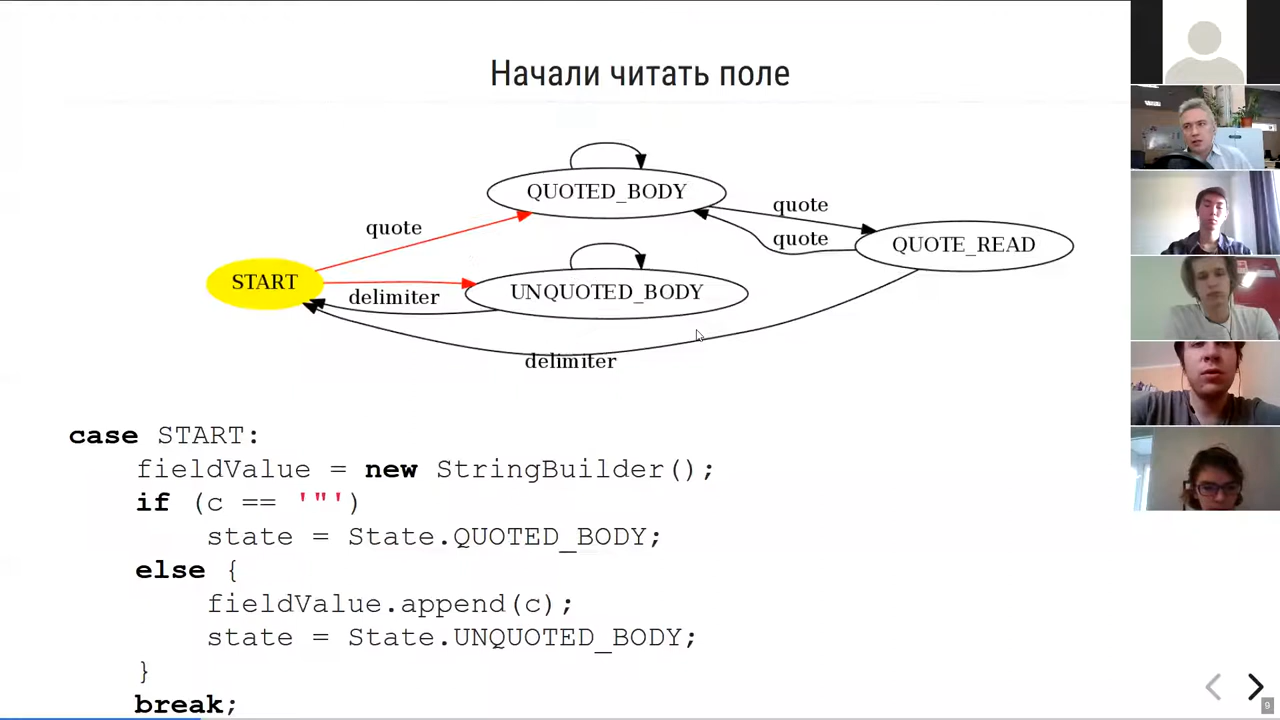 Начали читать поле
QUOTED_BODY
quote
quote
quote
QUOTE_READ
START
UNQUOTED_BODY
delimiter
delimiter
case START:
fieldValue = new StringBuilder();
if (c == '"')
state = State.QUOTED_BODY;
else {
fieldValue.append(c);
state = State.UNQUOTED_BODY;
}
break;
9